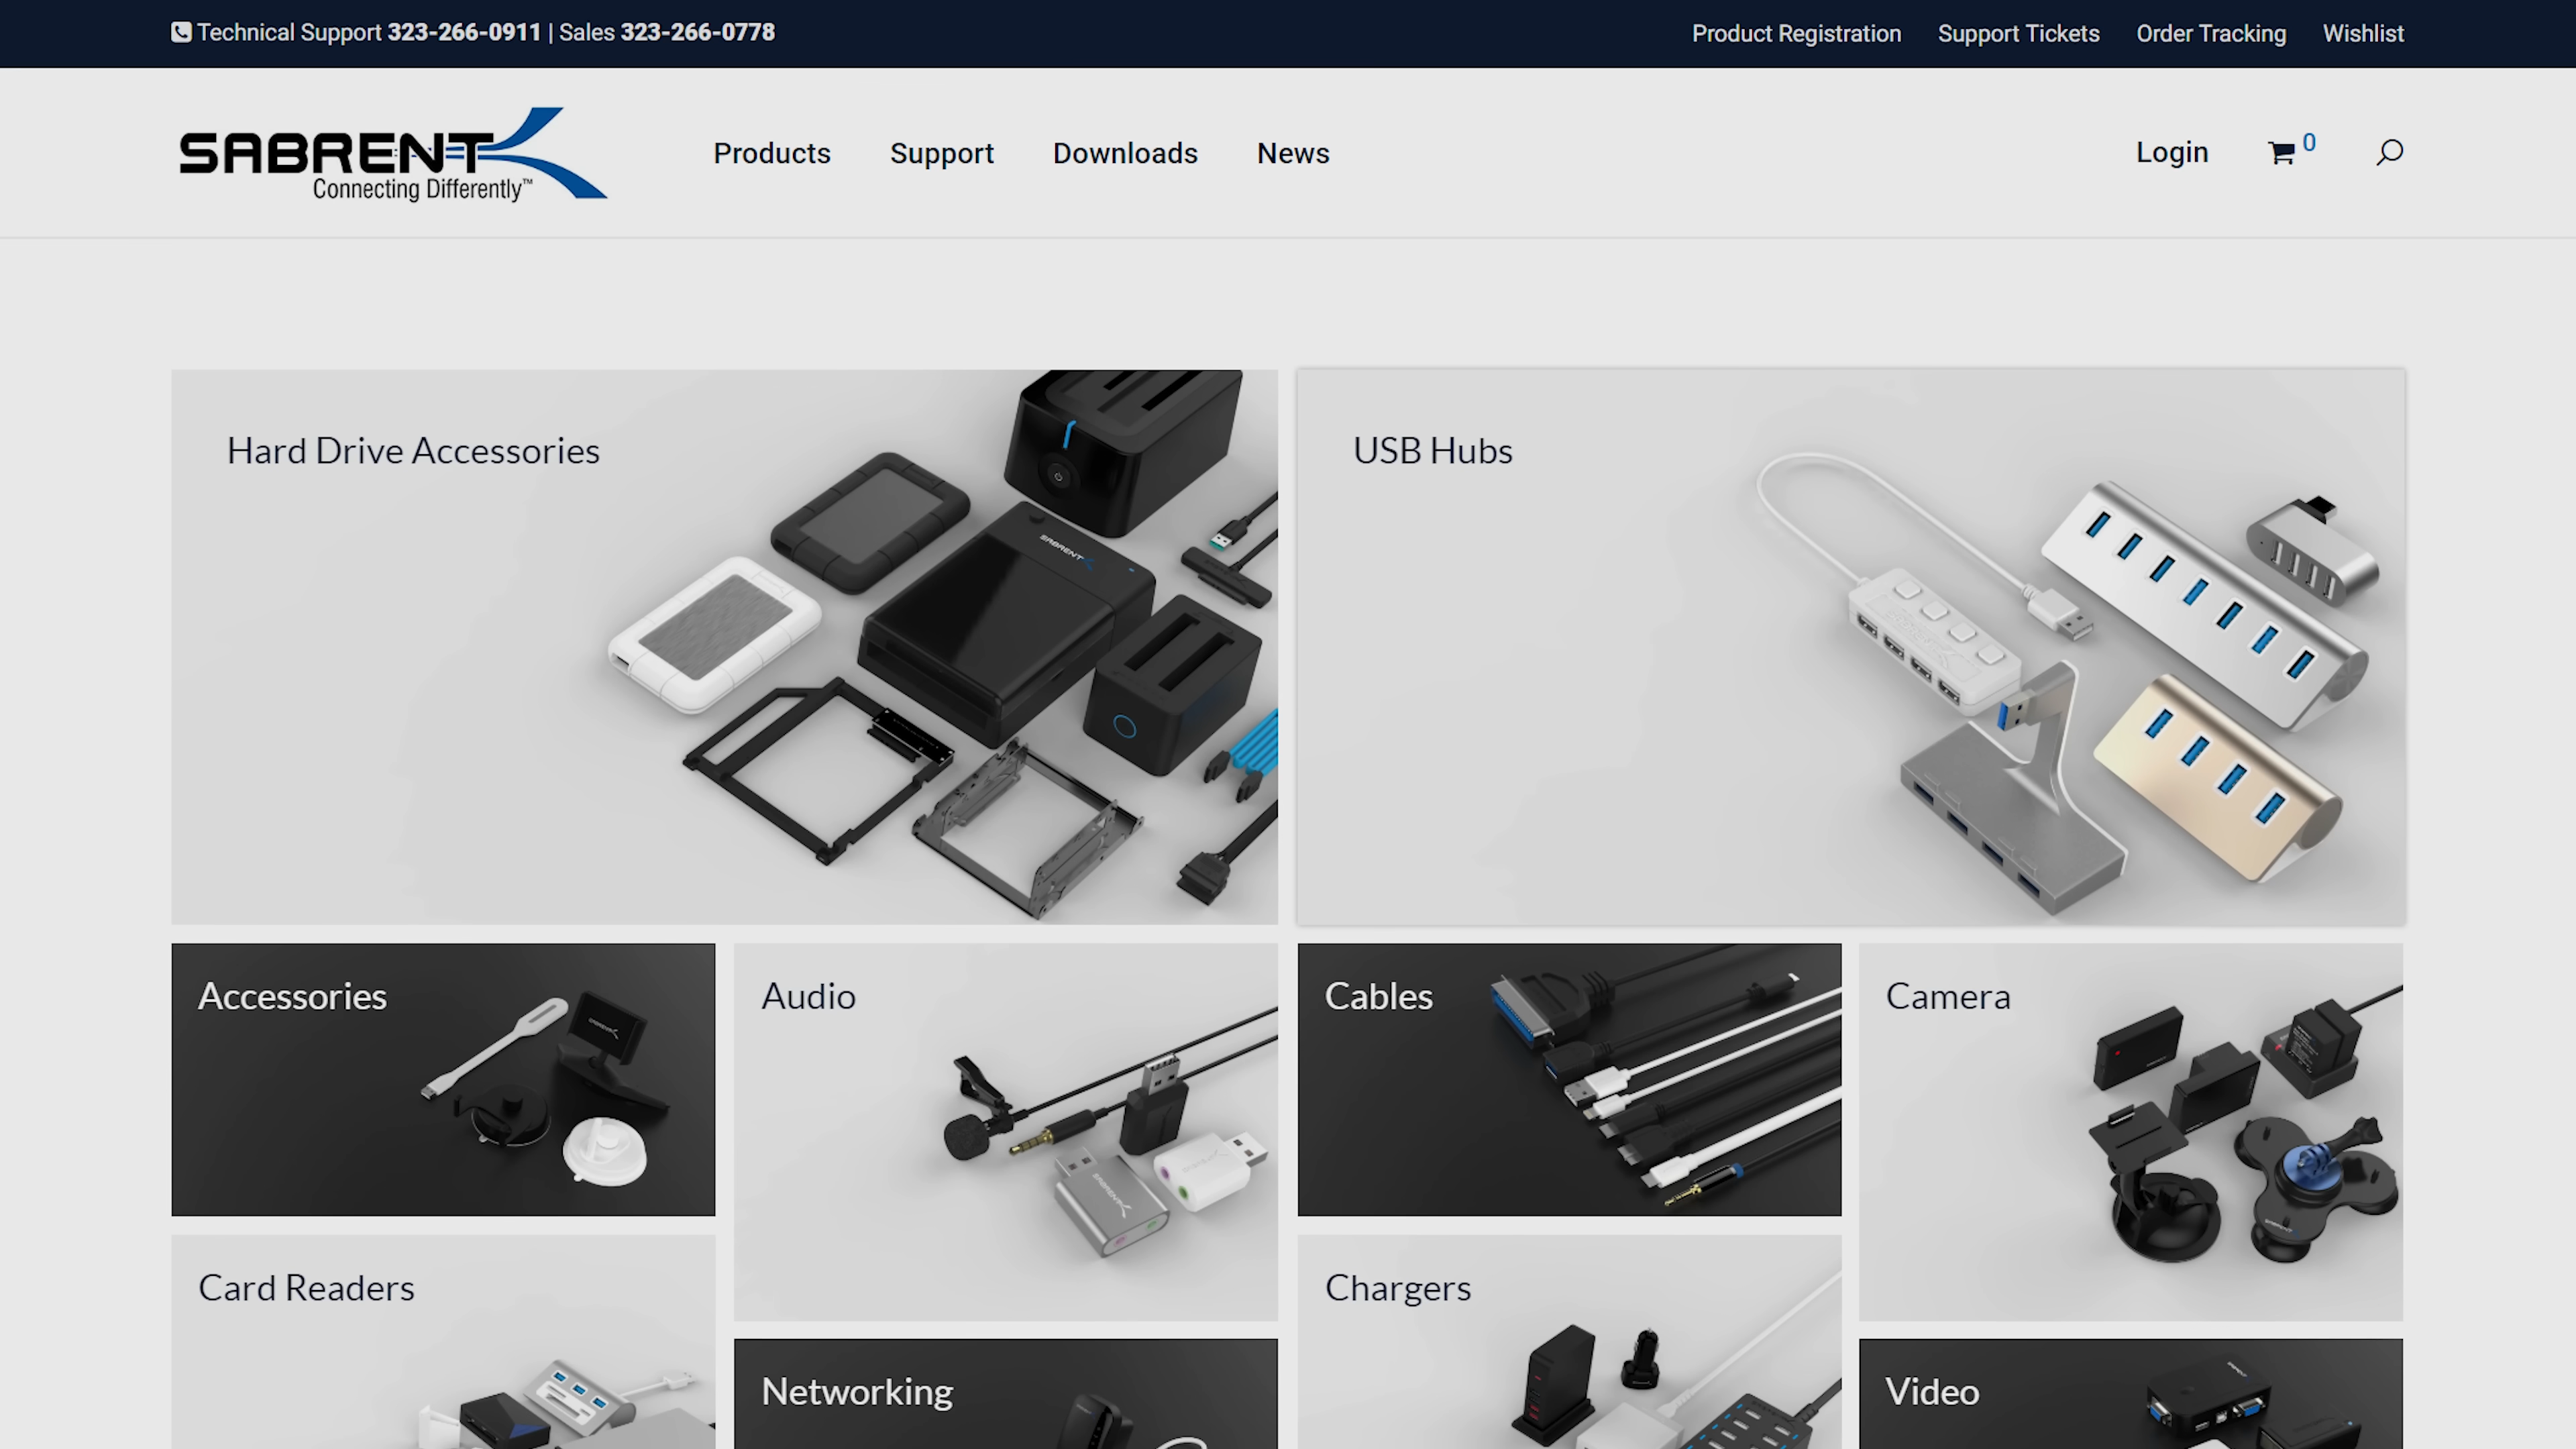 Technical Support 323-266-0911 | Sales 323-266-0778
Product Registration Support Tickets Order Tracking Wishlist
SABRENT
Connecting Differently™
Products Support Downloads News
Login 0
Hard Drive Accessories
USB Hubs
SABRENT
Accessories
Audio
Cables
Camera
SABRENT
Card Readers
Chargers
Networking
Video